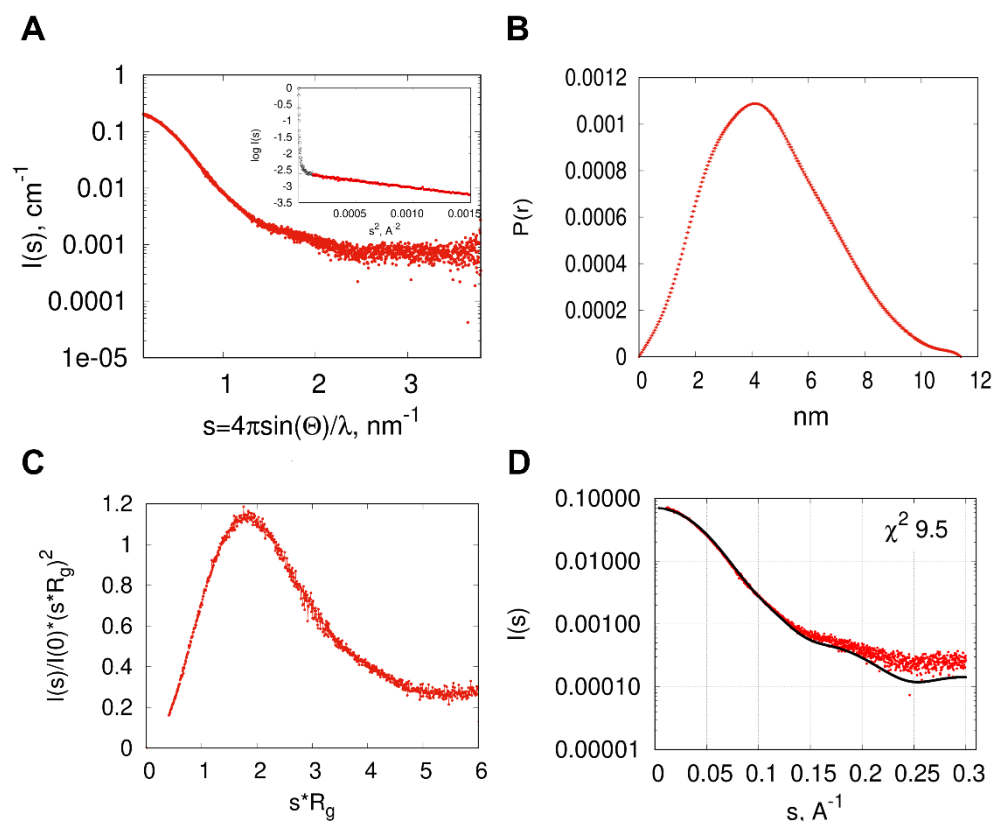 A
I(s), cm⁻¹
1
0.1
0.01
0.001
0.0001
1e-05
1 2 3
s=4πsin(Θ)/λ, nm⁻¹
log I(s)
0
-0.5
-1
-1.5
-2
-2.5
-3
-3.5
0.0005 0.0010 0.0015
s², A⁻²
B
P(r)
0.0012
0.001
0.0008
0.0006
0.0004
0.0002
0
0 2 4 6 8 10 12
nm
C
I(s)/I(0)*(s*Rg)²
1.2
1
0.8
0.6
0.4
0.2
0
0 1 2 3 4 5 6
s*Rg
D
I(s)
0.10000
0.01000
0.00100
0.00010
0.00001
χ² 9.5
0 0.05 0.1 0.15 0.2 0.25 0.3
s, A⁻¹